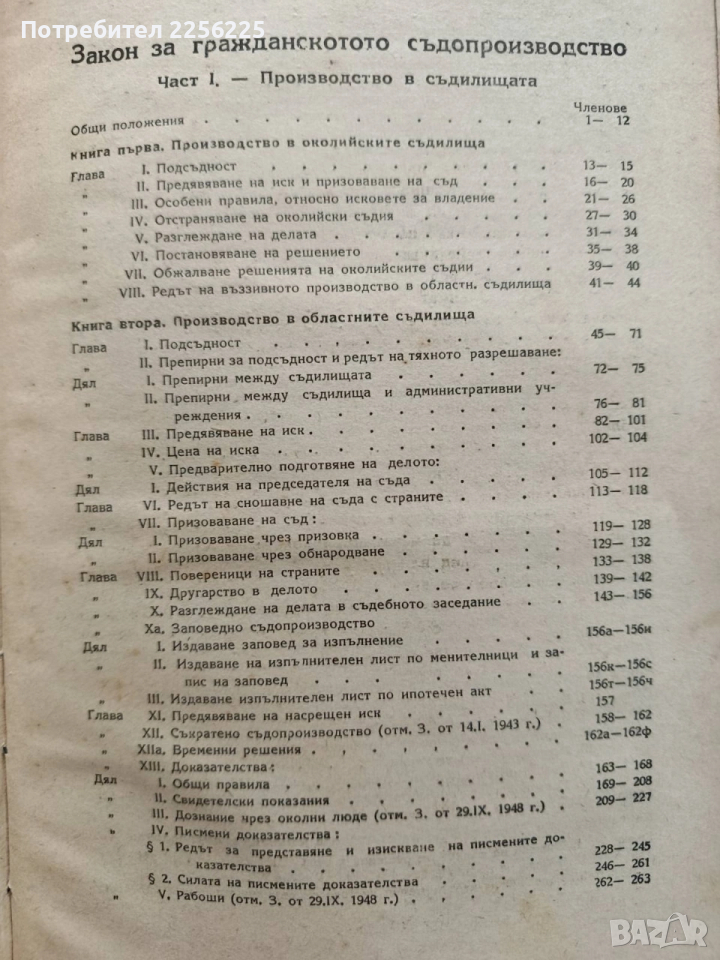 Потребител 2256225
Закон за гражданскотото съдопроизводство
Част I. — Производство в съдилищата
Членове
Общи положения . . . . . . . . . . . . 1— 12
Книга първа. Производство в околийските съдилища
Глава I. Подсъдност . . . . . . . . . 13— 15
„ II. Предявяване на иск и призоваване на съд . . . 16— 20
„ III. Особени правила, относно исковете за владение . . . 21— 26
„ IV. Отстраняване на околийски съдия . . . . . 27— 30
„ V. Разглеждане на делата . . . . . . 31— 34
„ VI. Постановяване на решението . . . . . 35— 38
„ VII. Обжалване решенията на околийските съдии . . . 39— 40
„ VIII. Редът на въззивното производство в областн. съдилища 41— 44
Книга втора. Производство в областните съдилища
Глава I. Подсъдност . . . . . . . . . 45— 71
„ II. Препирни за подсъдност и редът на тяхното разрешаване:
Дял I. Препирни между съдилищата . . . . . 72— 75
„ II. Препирни между съдилища и административни уч-
реждения . . . . . . . . . 76— 81
Глава III. Предявяване на иск . . . . . . . 82— 101
„ IV. Цена на иска . . . . . . . . 102— 104
„ V. Предварително подготвяне на делото:
Дял I. Действия на председателя на съда . . . . 105— 112
Глава VI. Редът на сношаване на съда с страните . . . . 113— 118
„ VII. Призоваване на съд:
Дял I. Призоваване чрез призовка . . . . . 119— 128
„ II. Призоваване чрез обнародване . . . . . 129— 132
Глава VIII. Повереници на страните . . . . . . 133— 138
„ IX. Другарство в делото . . . . . . . 139— 142
„ X. Разглеждане на делата в съдебното заседание . . . 143— 156
„ Xa. Заповедно съдопроизводство
Дял I. Издаване заповед за изпълнение . . . . . 156а—156и
„ II. Издаване на изпълнителен лист по менителници и за-
пис на заповед . . . . . . . 156к—156с
„ III. Издаване изпълнителен лист по ипотечен акт . . . 156т—156ч
Глава XI. Предявяване на насрещен иск . . . . . 157
„ XII. Съкратено съдопроизводство (отм. З. от 14.I. 1943 г.) . . 158— 162
„ XIIa. Временни решения . . . . . . . 162а—162ф
„ XIII. Доказателства:
Дял I. Общи правила . . . . . . . . 163— 168
„ II. Свидетелски показания . . . . . . . 169— 208
„ III. Дознание чрез околни люде (отм. З. от 29.IX. 1948 г.) . 209— 227
„ IV. Писмени доказателства:
§ 1. Редът за представяне и изискване на писмените до-
казателства . . . . . . . . 228— 245
§ 2. Силата на писмените доказателства . . . . 246— 261
„ V. Рабоши (отм. З. от 29.IX. 1948 г.) . . . . . 262— 263
BAZAR